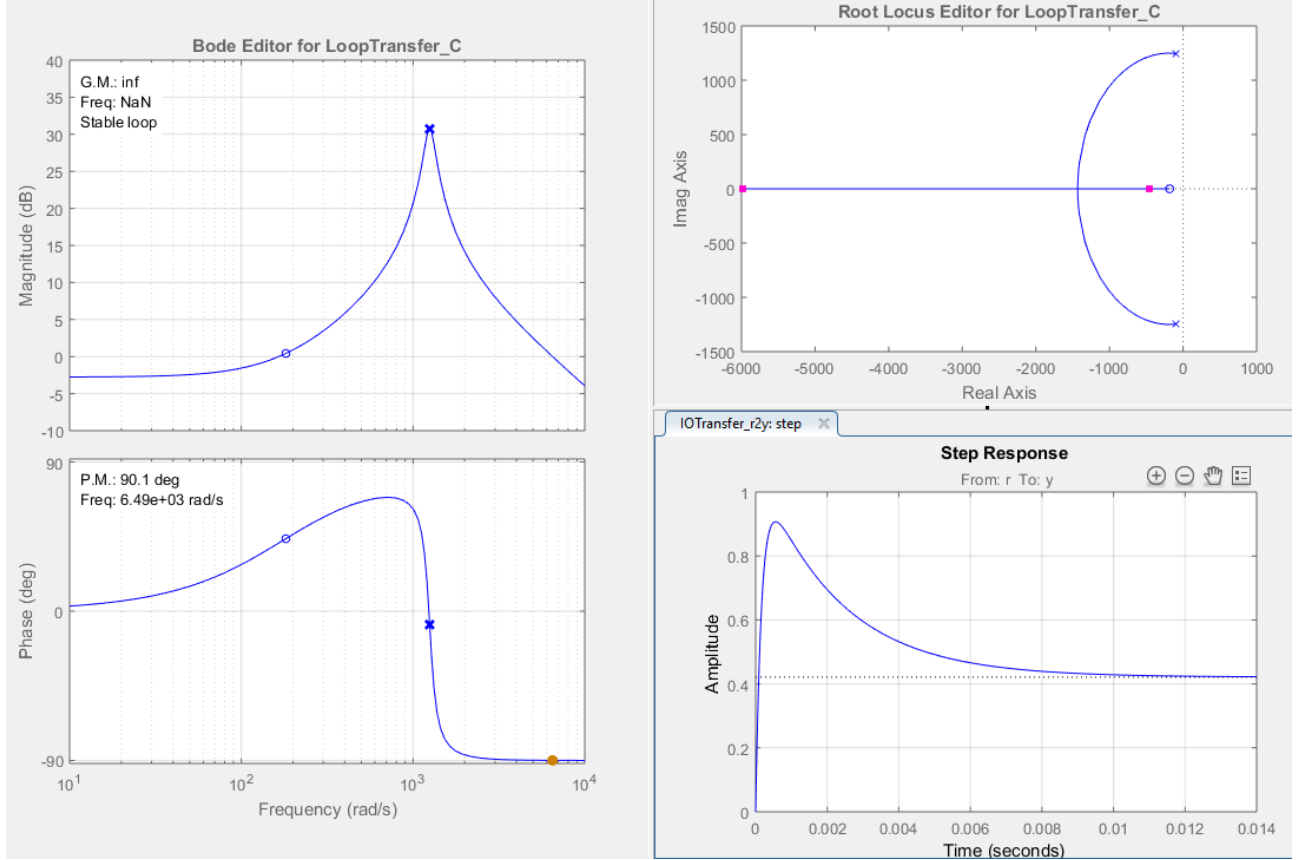 Bode Editor for LoopTransfer_C
G.M.: inf
Freq: NaN
Stable loop
40
35
30
25
20
15
10
5
0
-5
-10
Magnitude (dB)
P.M.: 90.1 deg
Freq: 6.49e+03 rad/s
90
0
-90
Phase (deg)
10^1
10^2
10^3
10^4
Frequency (rad/s)
Root Locus Editor for LoopTransfer_C
1500
1000
500
0
-500
-1000
-1500
Imag Axis
-6000 -5000 -4000 -3000 -2000 -1000 0 1000
Real Axis
IOTransfer_r2y: step
Step Response
From: r To: y
1
0.8
0.6
0.4
0.2
0
Amplitude
0 0.002 0.004 0.006 0.008 0.01 0.012 0.014
Time (seconds)